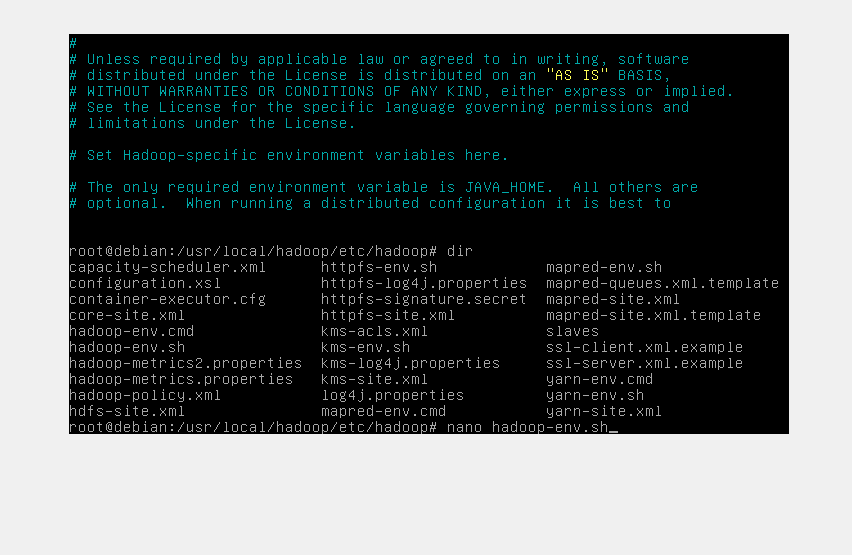 #
# Unless required by applicable law or agreed to in writing, software
# distributed under the License is distributed on an "AS IS" BASIS,
# WITHOUT WARRANTIES OR CONDITIONS OF ANY KIND, either express or implied.
# See the License for the specific language governing permissions and
# limitations under the License.
# Set Hadoop-specific environment variables here.
# The only required environment variable is JAVA_HOME.  All others are
# optional.  When running a distributed configuration it is best to
root@debian:/usr/local/hadoop/etc/hadoop# dir
capacity-scheduler.xml      httpfs-env.sh            mapred-env.sh
configuration.xsl           httpfs-log4j.properties  mapred-queues.xml.template
container-executor.cfg      httpfs-signature.secret  mapred-site.xml
core-site.xml               httpfs-site.xml          mapred-site.xml.template
hadoop-env.cmd              kms-acls.xml             slaves
hadoop-env.sh               kms-env.sh               ssl-client.xml.example
hadoop-metrics2.properties  kms-log4j.properties     ssl-server.xml.example
hadoop-metrics.properties   kms-site.xml             yarn-env.cmd
hadoop-policy.xml           log4j.properties         yarn-env.sh
hdfs-site.xml               mapred-env.cmd           yarn-site.xml
root@debian:/usr/local/hadoop/etc/hadoop# nano hadoop-env.sh_